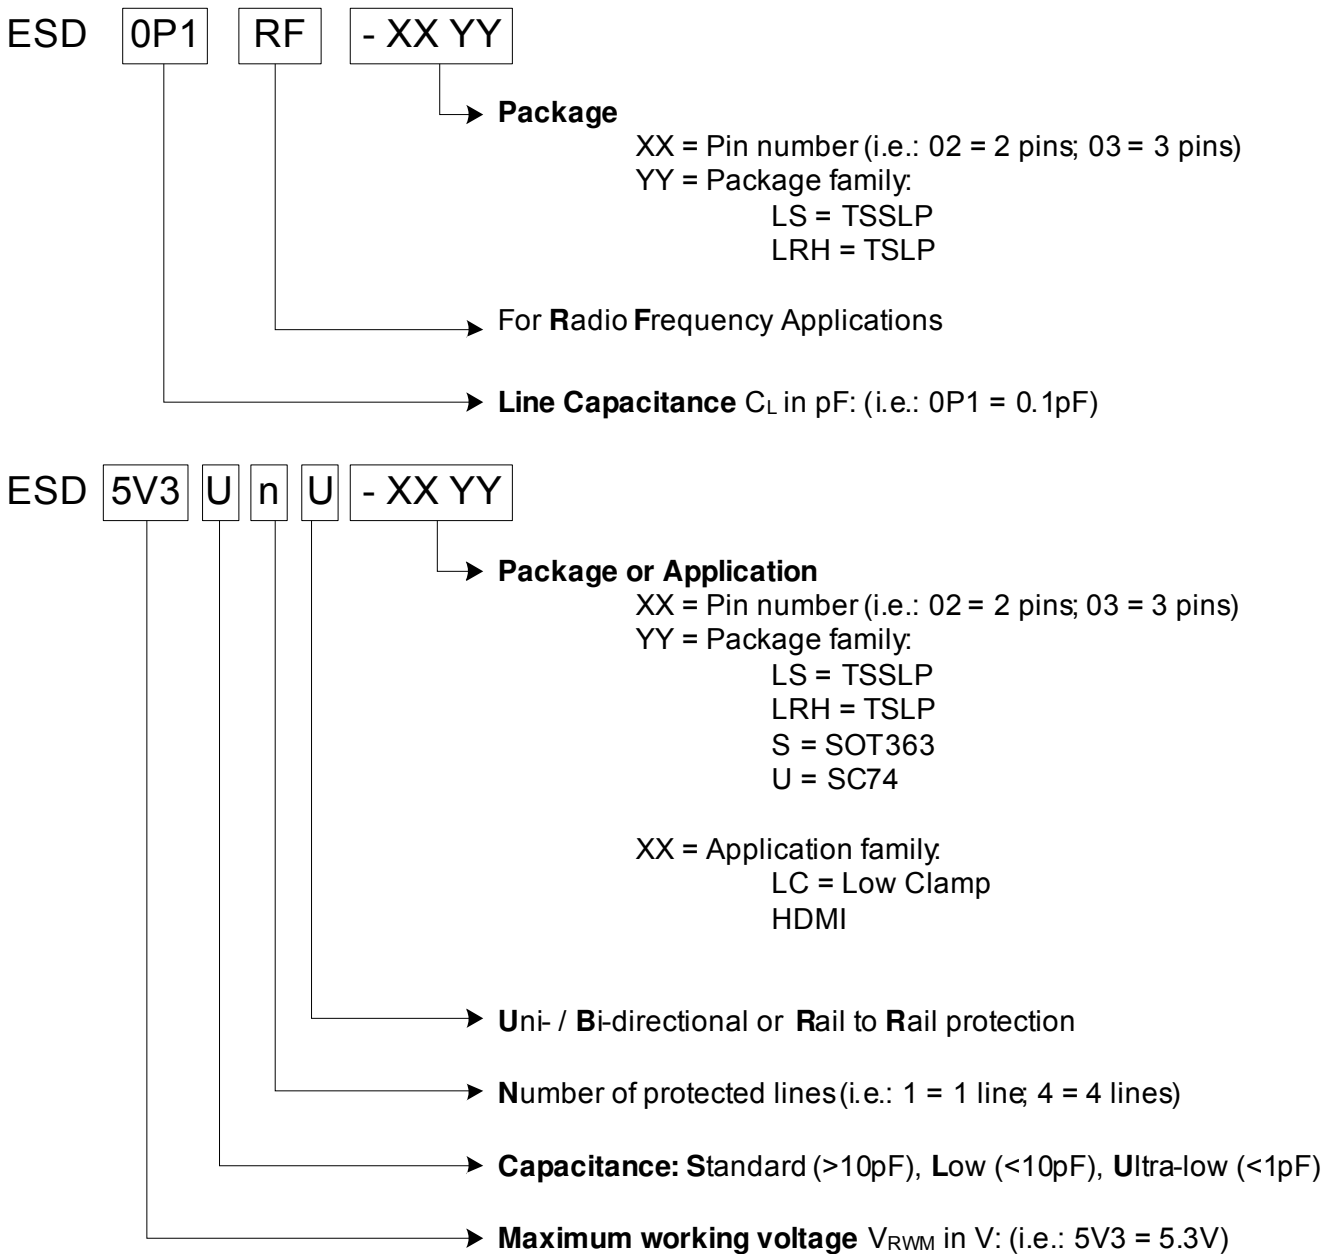 ESD 0P1 RF - XX YY
Package
XX = Pin number (i.e.: 02 = 2 pins; 03 = 3 pins)
YY = Package family:
LS = TSSLP
LRH = TSLP
For Radio Frequency Applications
Line Capacitance CL in pF: (i.e.: 0P1 = 0.1pF)
ESD 5V3 U n U - XX YY
Package or Application
XX = Pin number (i.e.: 02 = 2 pins; 03 = 3 pins)
YY = Package family:
LS = TSSLP
LRH = TSLP
S = SOT363
U = SC74
XX = Application family:
LC = Low Clamp
HDMI
Uni- / Bi-directional or Rail to Rail protection
Number of protected lines (i.e.: 1 = 1 line; 4 = 4 lines)
Capacitance: Standard (>10pF), Low (<10pF), Ultra-low (<1pF)
Maximum working voltage VRWM in V: (i.e.: 5V3 = 5.3V)